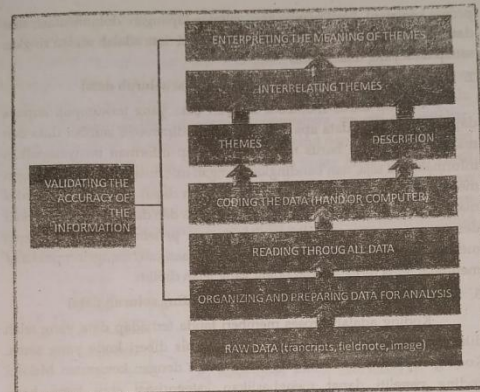 ENTERPRETING THE MEANING OF THEMES
INTERRELATING THEMES
THEMES
DESCRITION
VALIDATING THE
ACCURACY OF
THE
INFORMATION
CODING THE DATA (HAND OR COMPUTER)
READING THROUG ALL DATA
ORGANIZING AND PREPARING DATA FOR ANALYSIS
RAW DATA (trancripts, fieldnote, image)